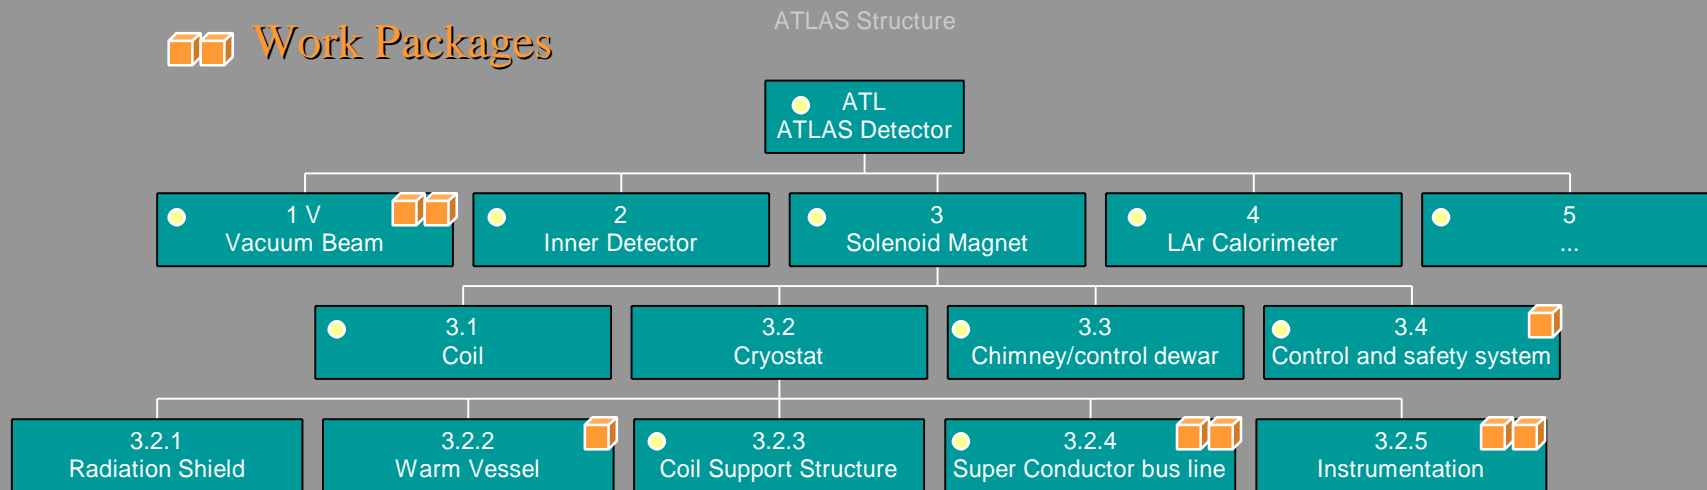 ATLAS Structure
Work Packages
ATL
ATLAS Detector
1 V
Vacuum Beam
2
Inner Detector
3
Solenoid Magnet
4
LAr Calorimeter
5
...
3.1
Coil
3.2
Cryostat
3.3
Chimney/control dewar
3.4
Control and safety system
3.2.1
Radiation Shield
3.2.2
Warm Vessel
3.2.3
Coil Support Structure
3.2.4
Super Conductor bus line
3.2.5
Instrumentation